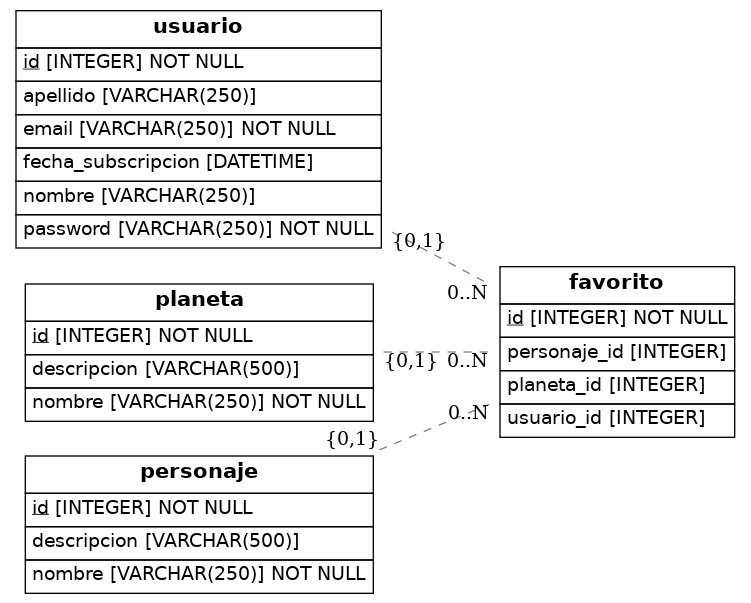 usuario
id [INTEGER] NOT NULL
apellido [VARCHAR(250)]
email [VARCHAR(250)] NOT NULL
fecha_subscripcion [DATETIME]
nombre [VARCHAR(250)]
password [VARCHAR(250)] NOT NULL
{0,1}
0..N
planeta
id [INTEGER] NOT NULL
descripcion [VARCHAR(500)]
nombre [VARCHAR(250)] NOT NULL
{0,1} 0..N
favorito
id [INTEGER] NOT NULL
personaje_id [INTEGER]
planeta_id [INTEGER]
usuario_id [INTEGER]
0..N
{0,1}
personaje
id [INTEGER] NOT NULL
descripcion [VARCHAR(500)]
nombre [VARCHAR(250)] NOT NULL